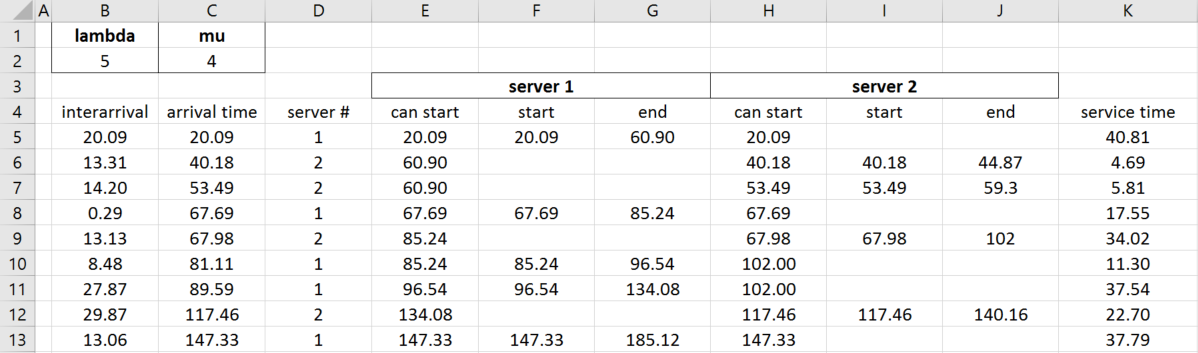 A B C D E F G H I J K
1 lambda mu
2 5 4
3 server 1 server 2
4 interarrival arrival time server # can start start end can start start end service time
5 20.09 20.09 1 20.09 20.09 60.90 20.09 40.81
6 13.31 40.18 2 60.90 40.18 40.18 44.87 4.69
7 14.20 53.49 2 60.90 53.49 53.49 59.3 5.81
8 0.29 67.69 1 67.69 67.69 85.24 67.69 17.55
9 13.13 67.98 2 85.24 67.98 67.98 102 34.02
10 8.48 81.11 1 85.24 85.24 96.54 102.00 11.30
11 27.87 89.59 1 96.54 96.54 134.08 102.00 37.54
12 29.87 117.46 2 134.08 117.46 117.46 140.16 22.70
13 13.06 147.33 1 147.33 147.33 185.12 147.33 37.79